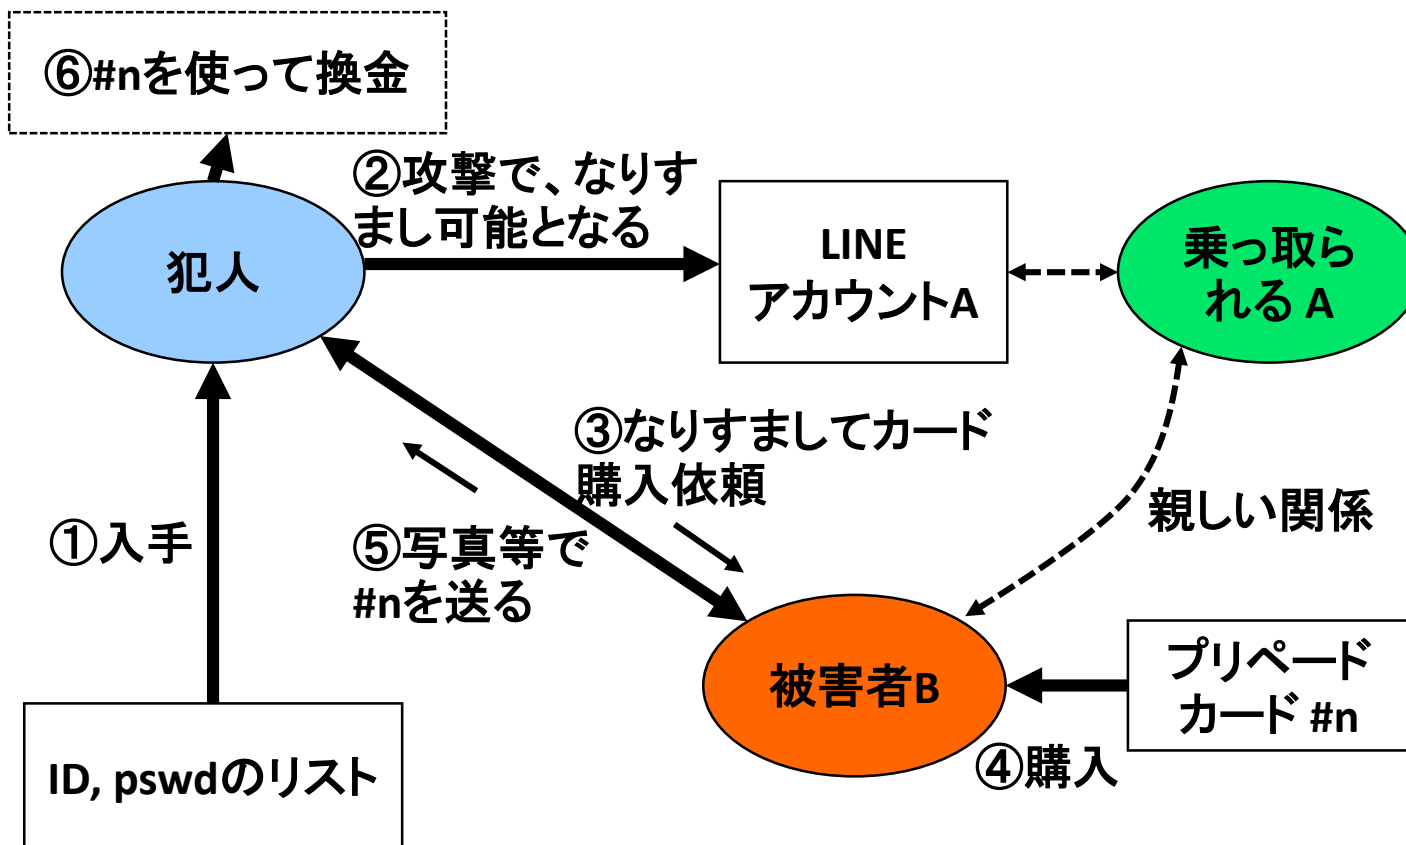 ⑥#nを使って換金
②攻撃で、なりす
まし可能となる
犯人
LINE
アカウントA
乗っ取ら
れる A
③なりすましてカード
購入依頼
①入手
⑤写真等で
#nを送る
親しい関係
被害者B
プリペード
カード #n
④購入
ID, pswdのリスト